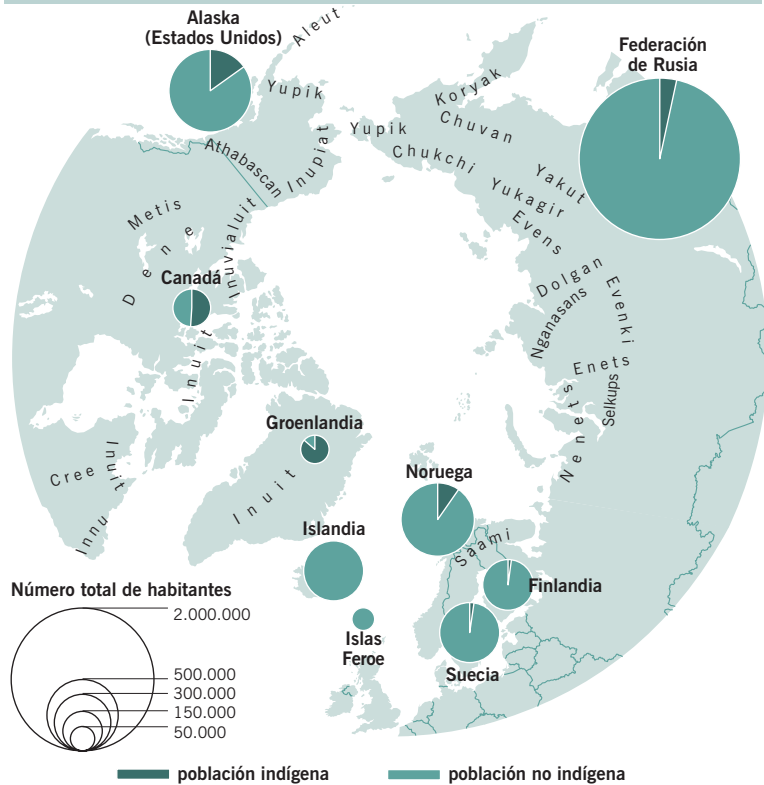 Alaska
(Estados Unidos)
Aleut
Federación
de Rusia
Yupik
Koryak
Yupik
Chuvan
Athabascan
Inupiat
Chukchi
Yakut
Yukagir
Metis
Evens
Inuvialuit
Dene
Canadá
Dolgan
Evenki
Nganasans
Inuit
Enets
Selkups
Groenlandia
Nenets
Inuit
Cree
Noruega
Inuit
Islandia
Innu
Saami
Finlandia
Islas
Feroe
Suecia
Número total de habitantes
2.000.000
500.000
300.000
150.000
50.000
población indígena
población no indígena